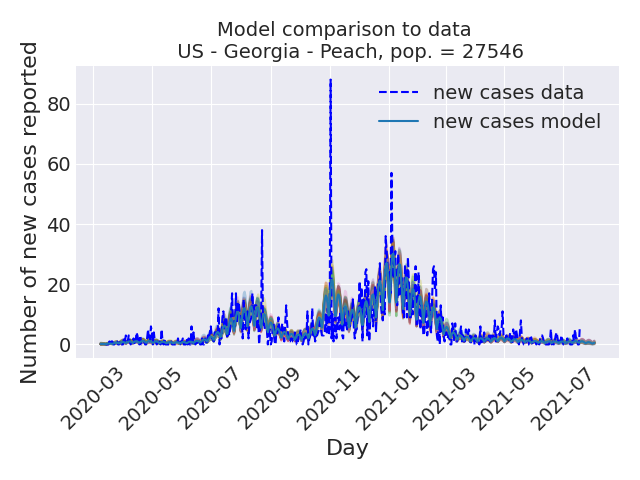 Model comparison to data
US - Georgia - Peach, pop. = 27546
Number of new cases reported
80
60
40
20
0
new cases data
new cases model
2020-03
2020-05
2020-07
2020-09
2020-11
2021-01
2021-03
2021-05
2021-07
Day